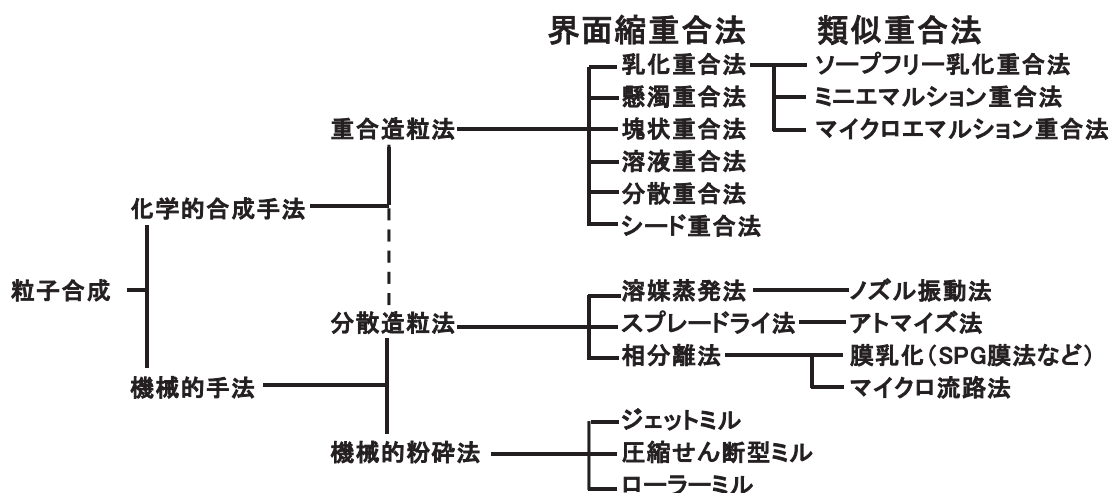 界面縮重合法 類似重合法
乳化重合法 ソープフリー乳化重合法
懸濁重合法 ミニエマルション重合法
重合造粒法 塊状重合法 マイクロエマルション重合法
溶液重合法
分散重合法
化学的合成手法
シード重合法
粒子合成
溶媒蒸発法 ノズル振動法
分散造粒法 スプレードライ法 アトマイズ法
相分離法 膜乳化(SPG膜法など)
機械的手法 マイクロ流路法
ジェットミル
機械的粉砕法 圧縮せん断型ミル
ローラーミル